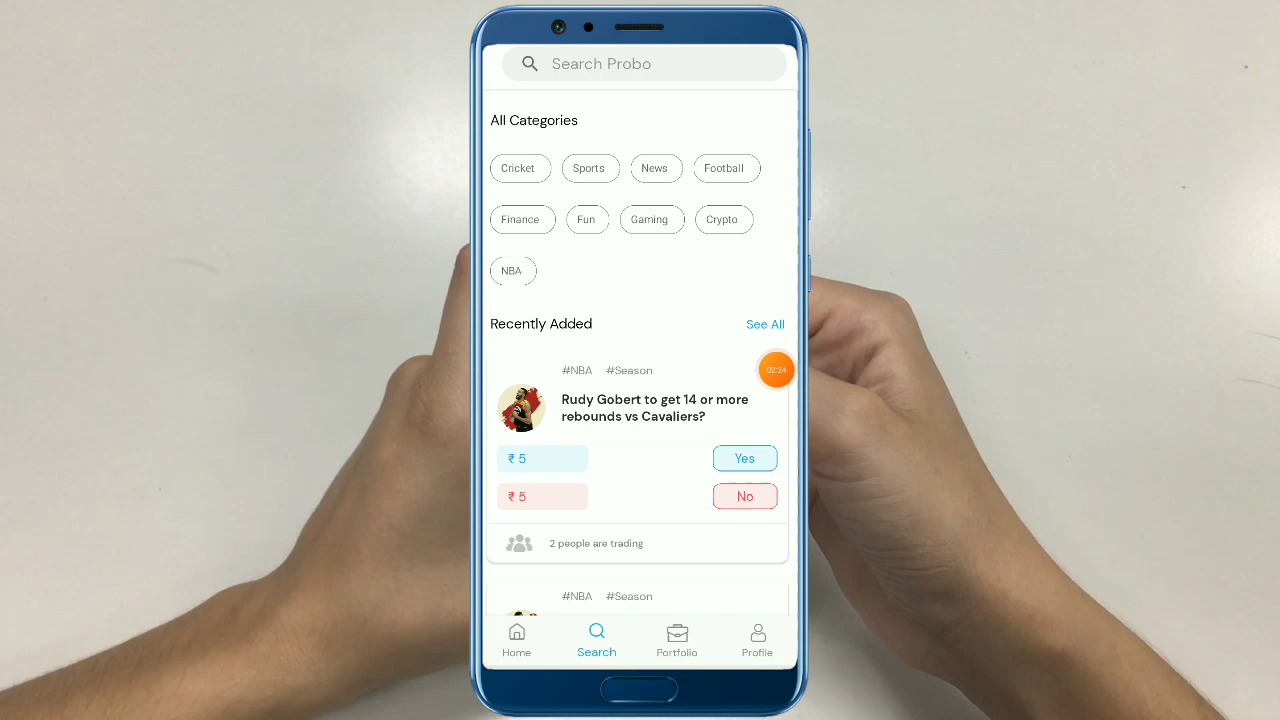 Search Probo
All Categories
Cricket Sports News Football
Finance Fun Gaming Crypto
NBA
Recently Added See All
#NBA #Season
02:24
Rudy Gobert to get 14 or more
rebounds vs Cavaliers?
₹ 5 Yes
₹ 5 No
2 people are trading
#NBA #Season
Home Search Portfolio Profile